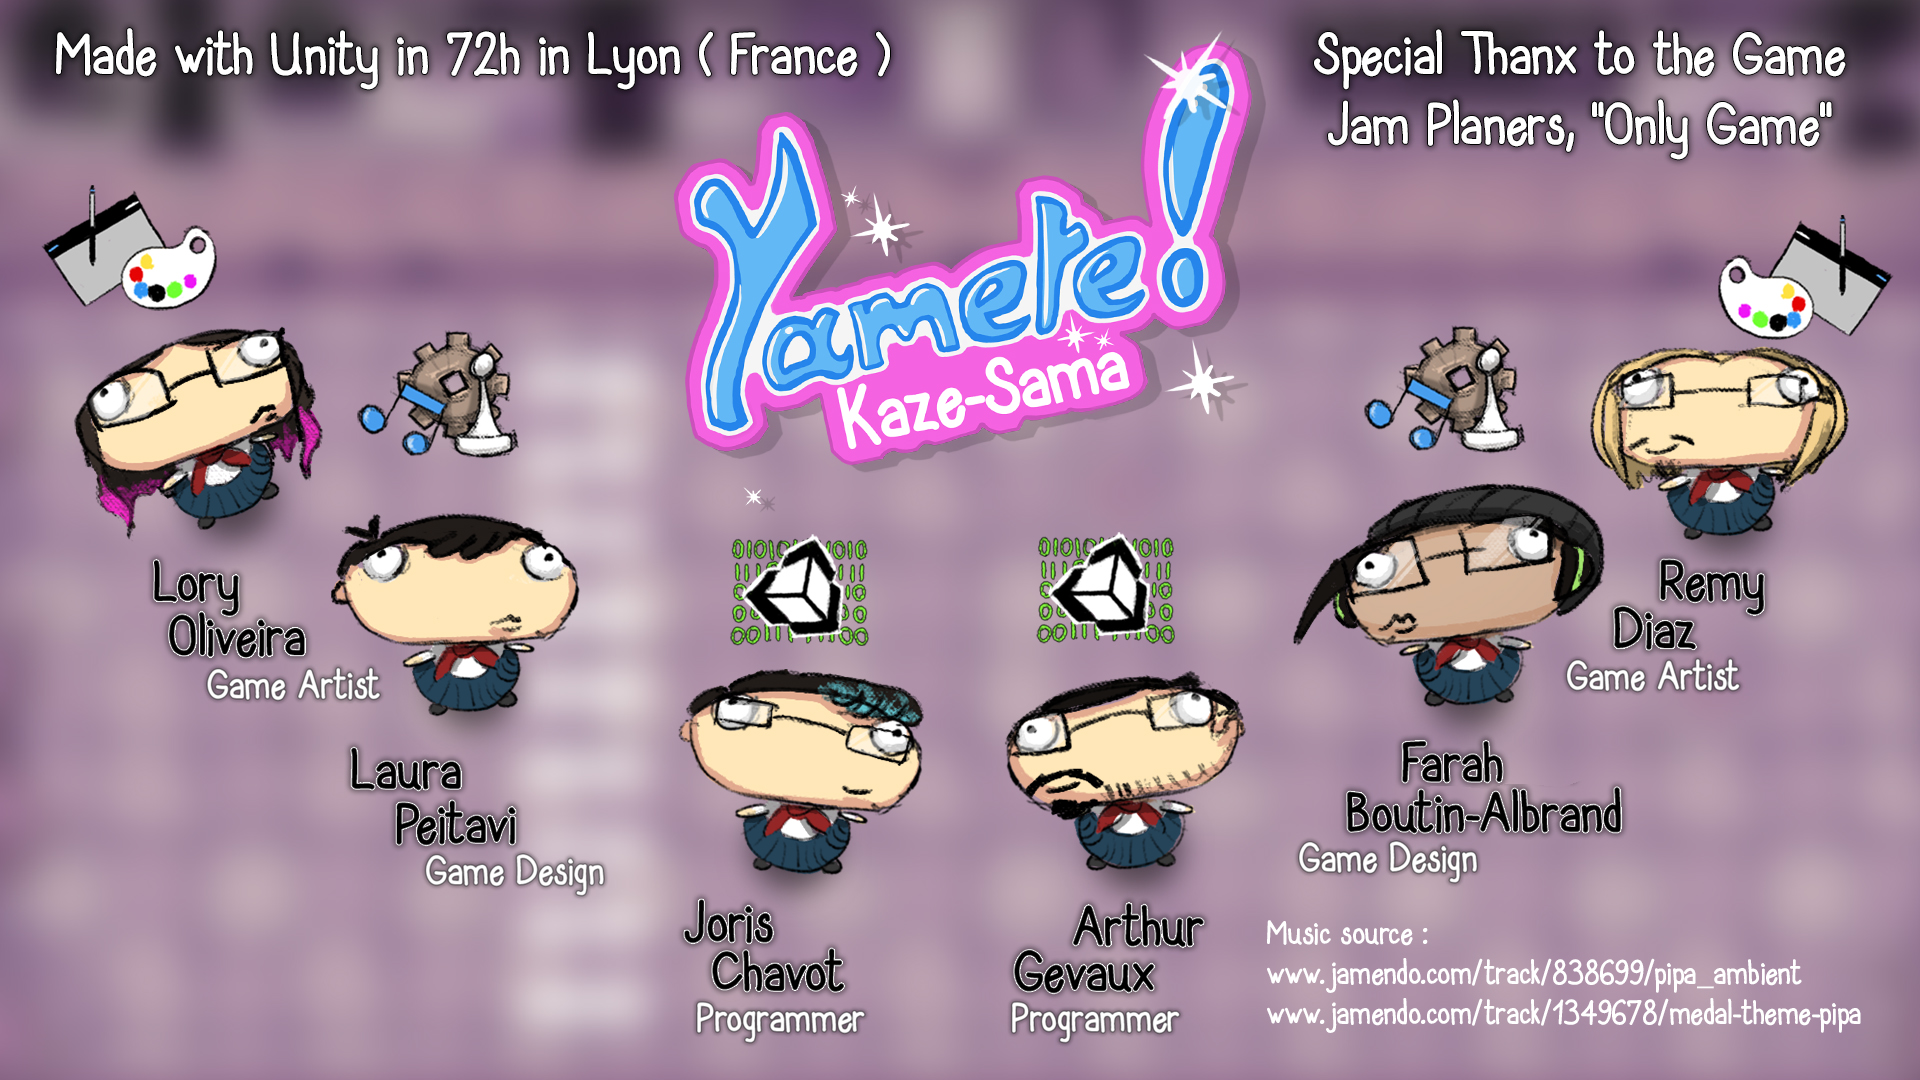 Made with Unity in 72h in Lyon ( France )
Special Thanx to the Game
Jam Planers, "Only Game"
Yamete!
Kaze-Sama
Lory
Oliveira
Game Artist
Laura
Peitavi
Game Design
Joris
Chavot
Programmer
Arthur
Gevaux
Programmer
Farah
Boutin-Albrand
Game Design
Remy
Diaz
Game Artist
Music source :
www.jamendo.com/track/838699/pipa_ambient
www.jamendo.com/track/1349678/medal-theme-pipa